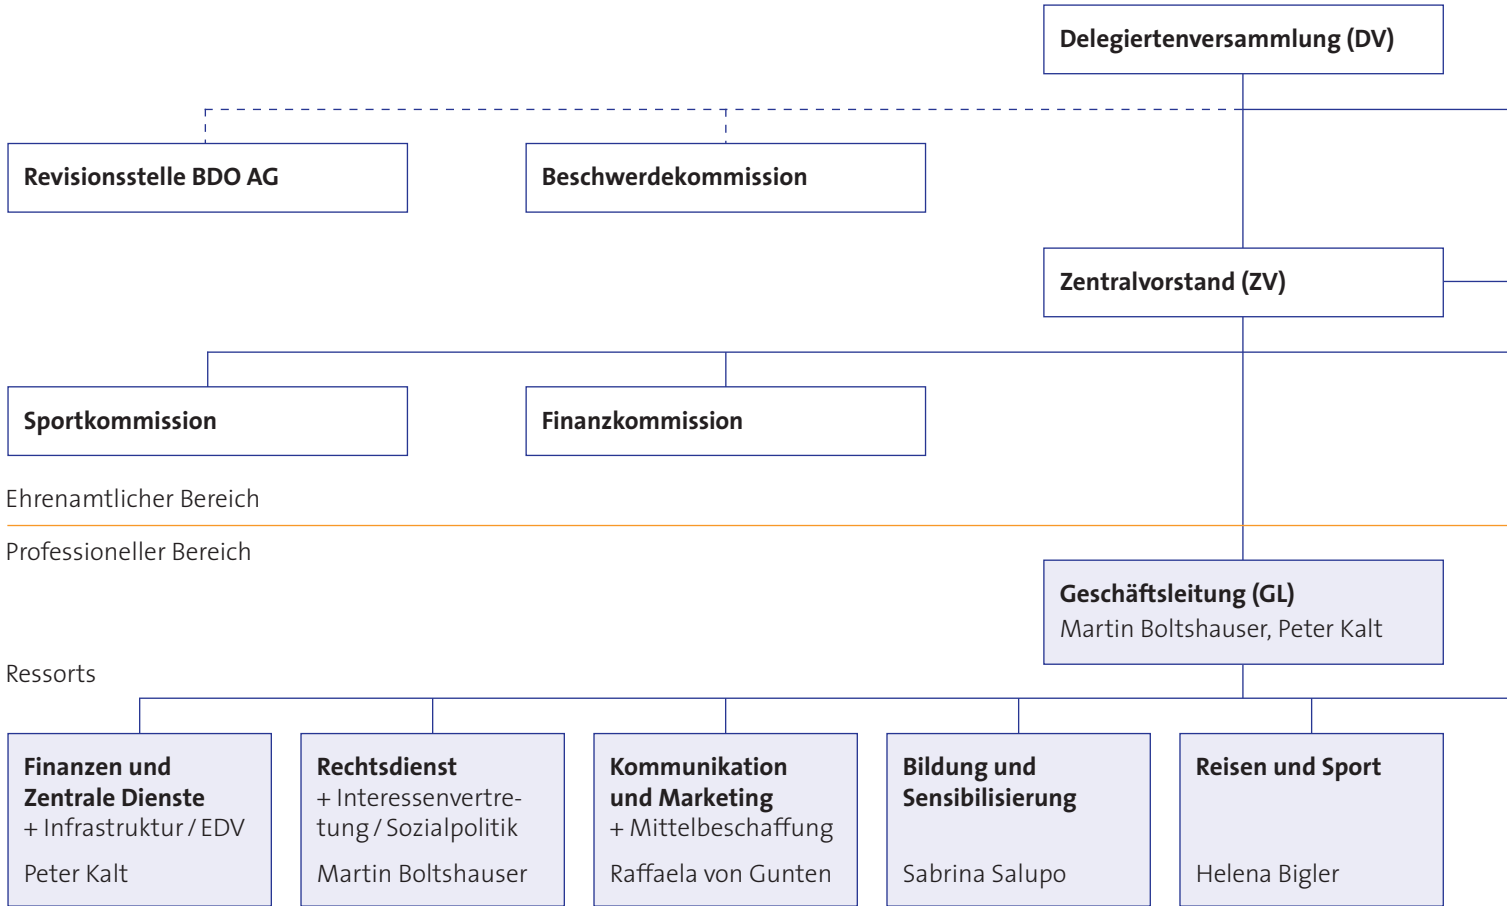 Delegiertenversammlung (DV)
Revisionsstelle BDO AG
Beschwerdekommission
Zentralvorstand (ZV)
Sportkommission
Finanzkommission
Ehrenamtlicher Bereich
Professioneller Bereich
Geschäftsleitung (GL)
Martin Boltshauser, Peter Kalt
Ressorts
Finanzen und
Zentrale Dienste
+ Infrastruktur / EDV
Peter Kalt
Rechtsdienst
+ Interessenvertre-
tung / Sozialpolitik
Martin Boltshauser
Kommunikation
und Marketing
+ Mittelbeschaffung
Raffaela von Gunten
Bildung und
Sensibilisierung
Sabrina Salupo
Reisen und Sport
Helena Bigler